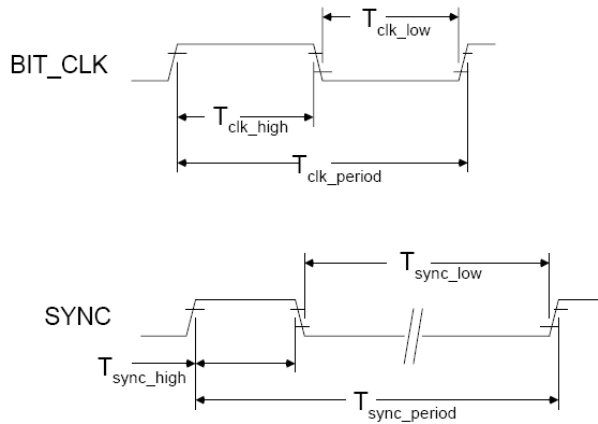 T_clk_low
BIT_CLK
T_clk_high
T_clk_period
T_sync_low
SYNC
T_sync_high
T_sync_period